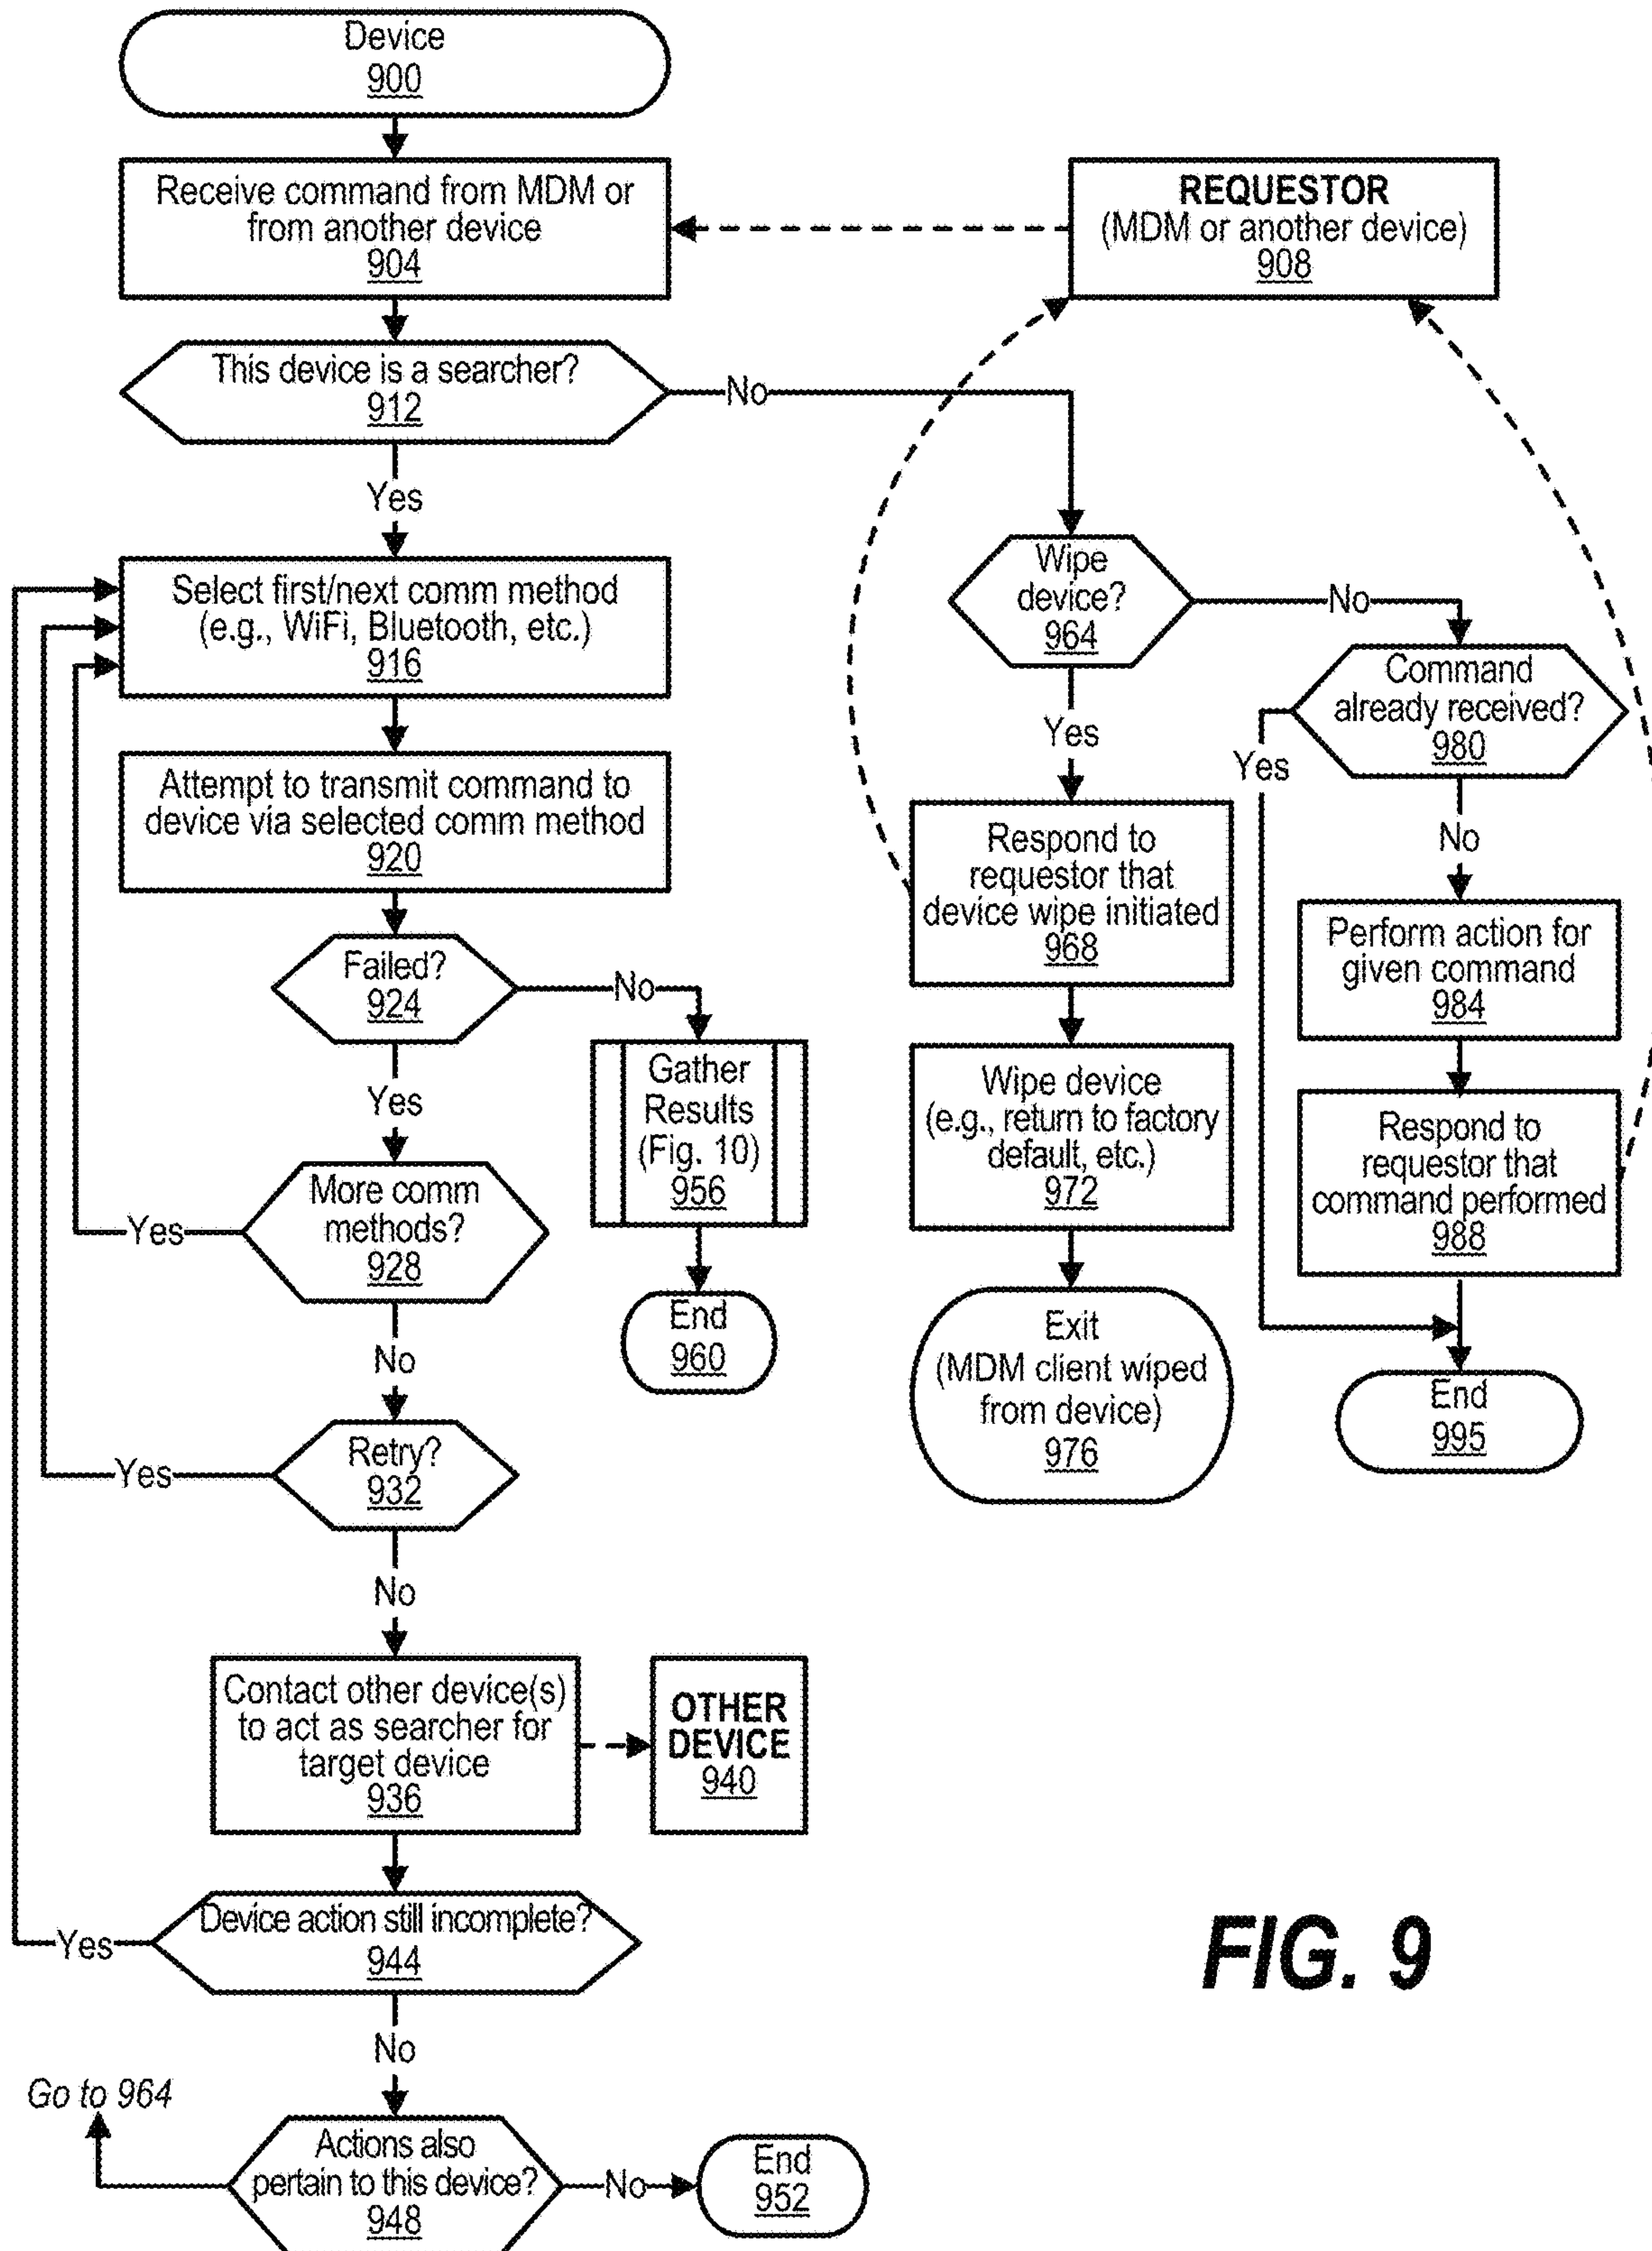 Device
900
Receive command from MDM or
from another device
904
REQUESTOR
(MDM or another device)
908
This device is a searcher?
912
No
Yes
Select first/next comm method
(e.g., WiFi, Bluetooth, etc.)
916
Attempt to transmit command to
device via selected comm method
920
Failed?
924
No
Yes
Gather
Results
(Fig. 10)
956
End
960
More comm
methods?
928
Yes
No
Retry?
932
Yes
No
Contact other device(s)
to act as searcher for
target device
936
OTHER
DEVICE
940
Device action still incomplete?
944
Yes
No
Go to 964
Actions also
pertain to this device?
948
No
End
952
Wipe
device?
964
No
Yes
Respond to
requestor that
device wipe initiated
968
Wipe device
(e.g., return to factory
default, etc.)
972
Exit
(MDM client wiped
from device)
976
Command
already received?
980
Yes
No
Perform action for
given command
984
Respond to
requestor that
command performed
988
End
995
FIG. 9